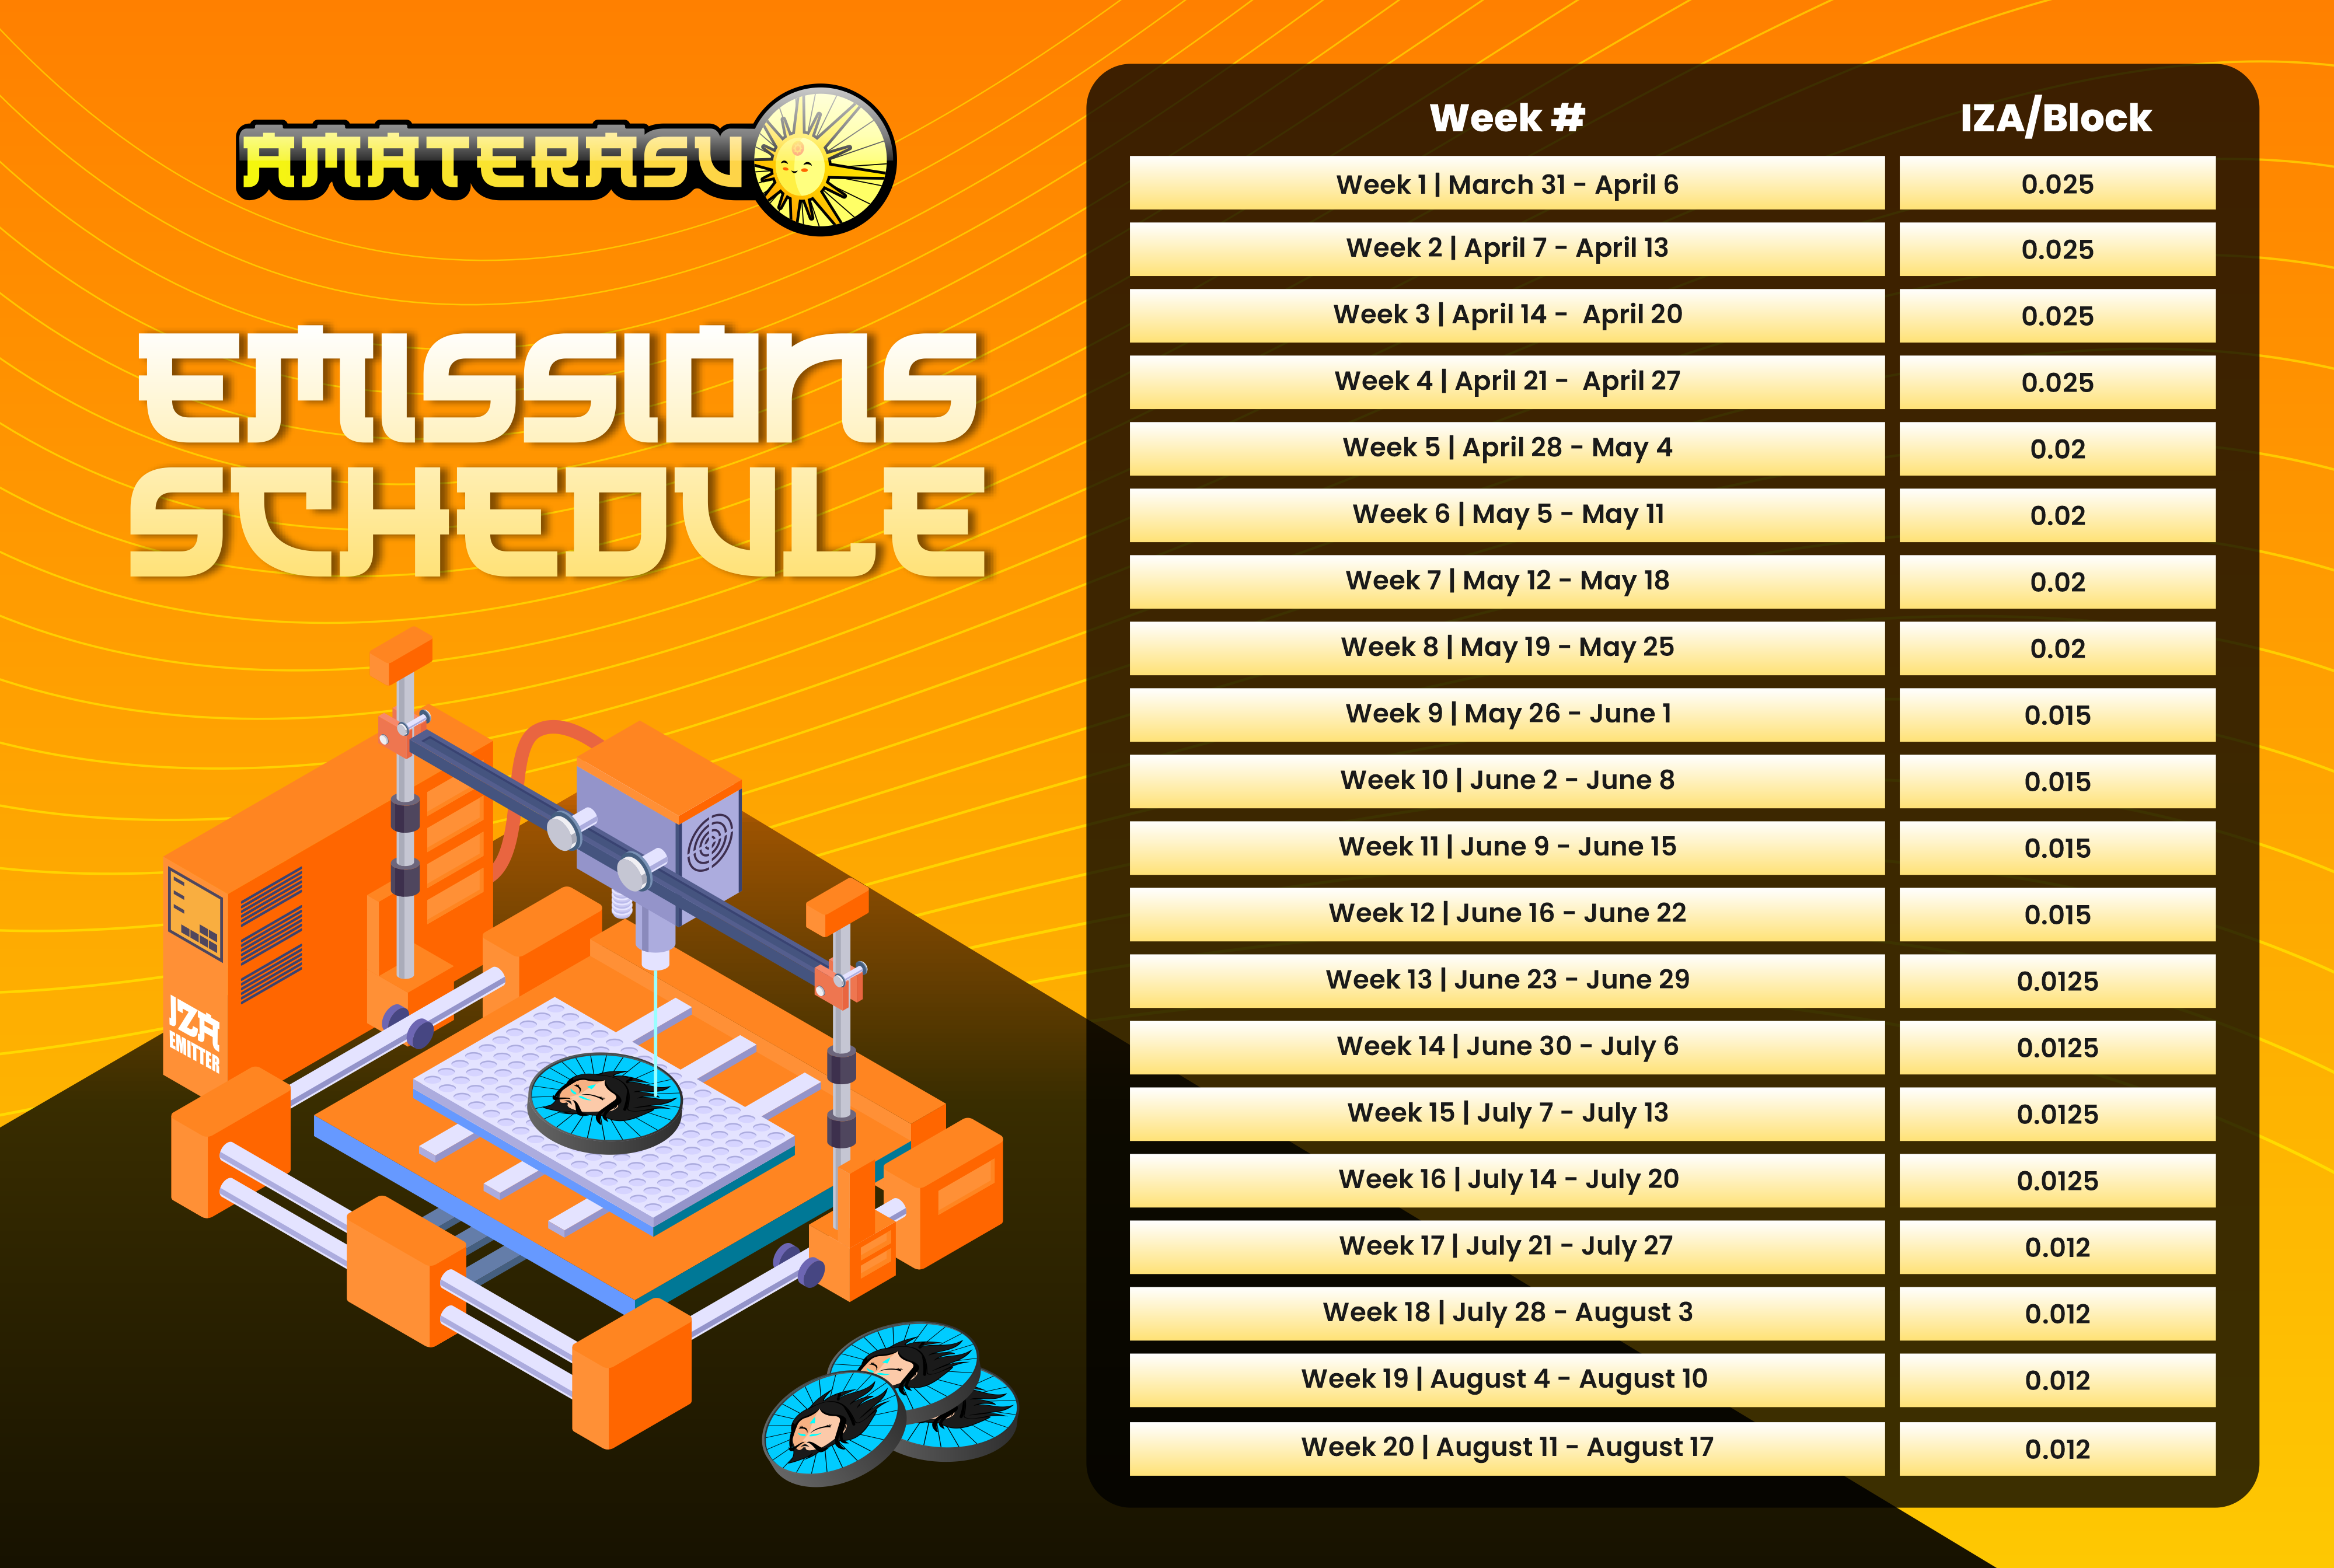 AMATERASU
EMISSIONS
SCHEDULE
IZA
EMITTER
Week # IZA/Block
Week 1 | March 31 - April 6 0.025
Week 2 | April 7 - April 13 0.025
Week 3 | April 14 - April 20 0.025
Week 4 | April 21 - April 27 0.025
Week 5 | April 28 - May 4 0.02
Week 6 | May 5 - May 11 0.02
Week 7 | May 12 - May 18 0.02
Week 8 | May 19 - May 25 0.02
Week 9 | May 26 - June 1 0.015
Week 10 | June 2 - June 8 0.015
Week 11 | June 9 - June 15 0.015
Week 12 | June 16 - June 22 0.015
Week 13 | June 23 - June 29 0.0125
Week 14 | June 30 - July 6 0.0125
Week 15 | July 7 - July 13 0.0125
Week 16 | July 14 - July 20 0.0125
Week 17 | July 21 - July 27 0.012
Week 18 | July 28 - August 3 0.012
Week 19 | August 4 - August 10 0.012
Week 20 | August 11 - August 17 0.012